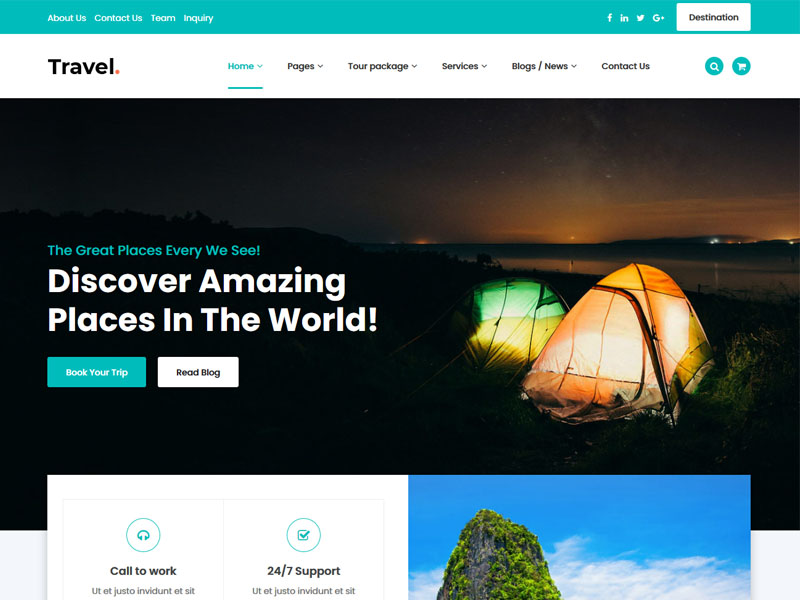 About Us Contact Us Team Inquiry
Destination
Travel.
Home Pages Tour package Services Blogs / News Contact Us
The Great Places Every We See!
Discover Amazing
Places In The World!
Book Your Trip Read Blog
Call to work 24/7 Support
Ut et justo invidunt et sit Ut et justo invidunt et sit